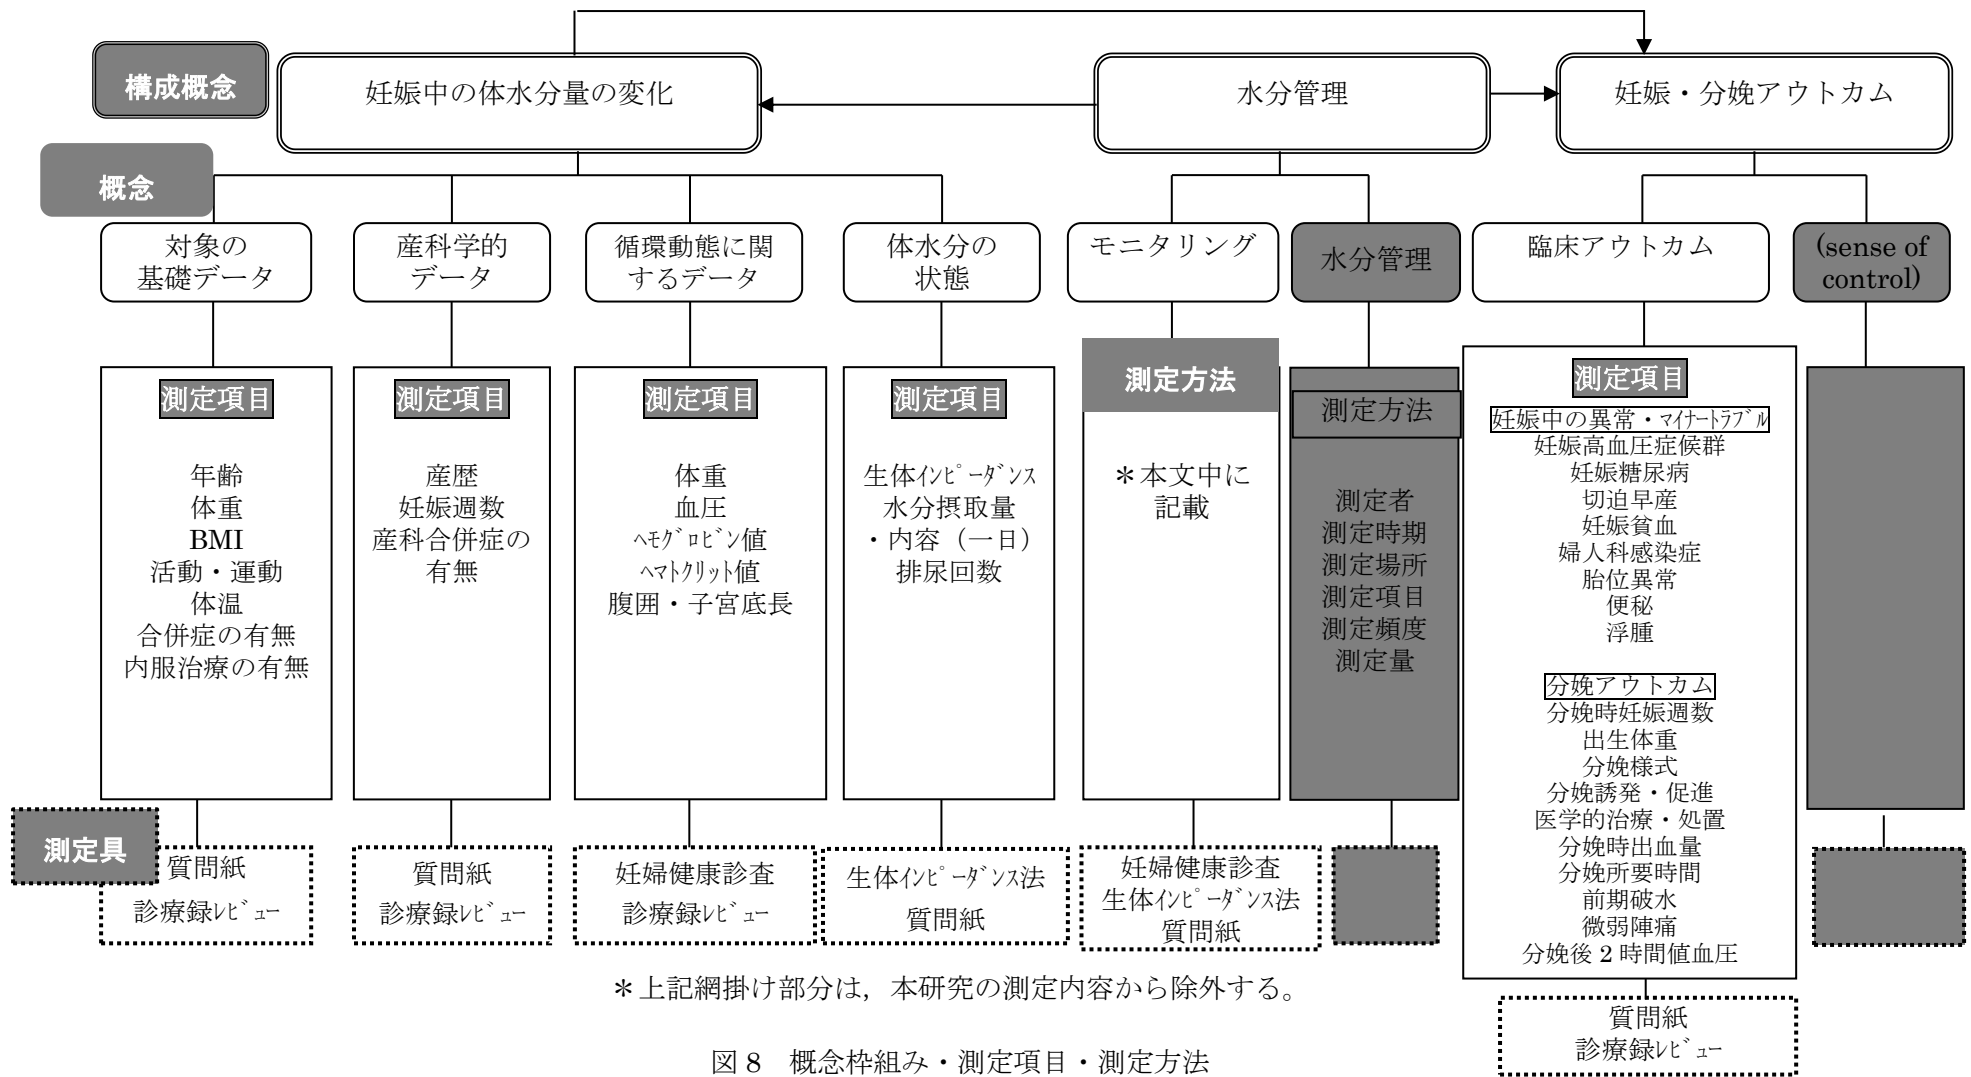 構成概念
妊娠中の体水分量の変化
水分管理
妊娠・分娩アウトカム
概念
対象の
基礎データ
産科学的
データ
循環動態に関
するデータ
体水分の
状態
モニタリング
水分管理
臨床アウトカム
(sense of
control)
測定項目
年齢
体重
BMI
活動・運動
体温
合併症の有無
内服治療の有無
測定項目
産歴
妊娠週数
産科合併症の
有無
測定項目
体重
血圧
ﾍﾓｸﾞﾛﾋﾞﾝ値
ﾍﾏﾄｸﾘｯﾄ値
腹囲・子宮底長
測定項目
生体ｲﾝﾋﾟｰﾀﾞﾝｽ
水分摂取量
・内容（一日）
排尿回数
測定方法
＊本文中に
記載
測定方法
測定者
測定時期
測定場所
測定項目
測定頻度
測定量
測定項目
妊娠中の異常・ﾏｲﾅｰﾄﾗﾌﾞﾙ
妊娠高血圧症候群
妊娠糖尿病
切迫早産
妊娠貧血
婦人科感染症
胎位異常
便秘
浮腫
分娩アウトカム
分娩時妊娠週数
出生体重
分娩様式
分娩誘発・促進
医学的治療・処置
分娩時出血量
分娩所要時間
前期破水
微弱陣痛
分娩後 2 時間値血圧
測定具
質問紙
診療録ﾚﾋﾞｭｰ
質問紙
診療録ﾚﾋﾞｭｰ
妊婦健康診査
診療録ﾚﾋﾞｭｰ
生体ｲﾝﾋﾟｰﾀﾞﾝｽ法
質問紙
妊婦健康診査
生体ｲﾝﾋﾟｰﾀﾞﾝｽ法
質問紙
質問紙
診療録ﾚﾋﾞｭｰ
＊上記網掛け部分は，本研究の測定内容から除外する。
図 8　概念枠組み・測定項目・測定方法